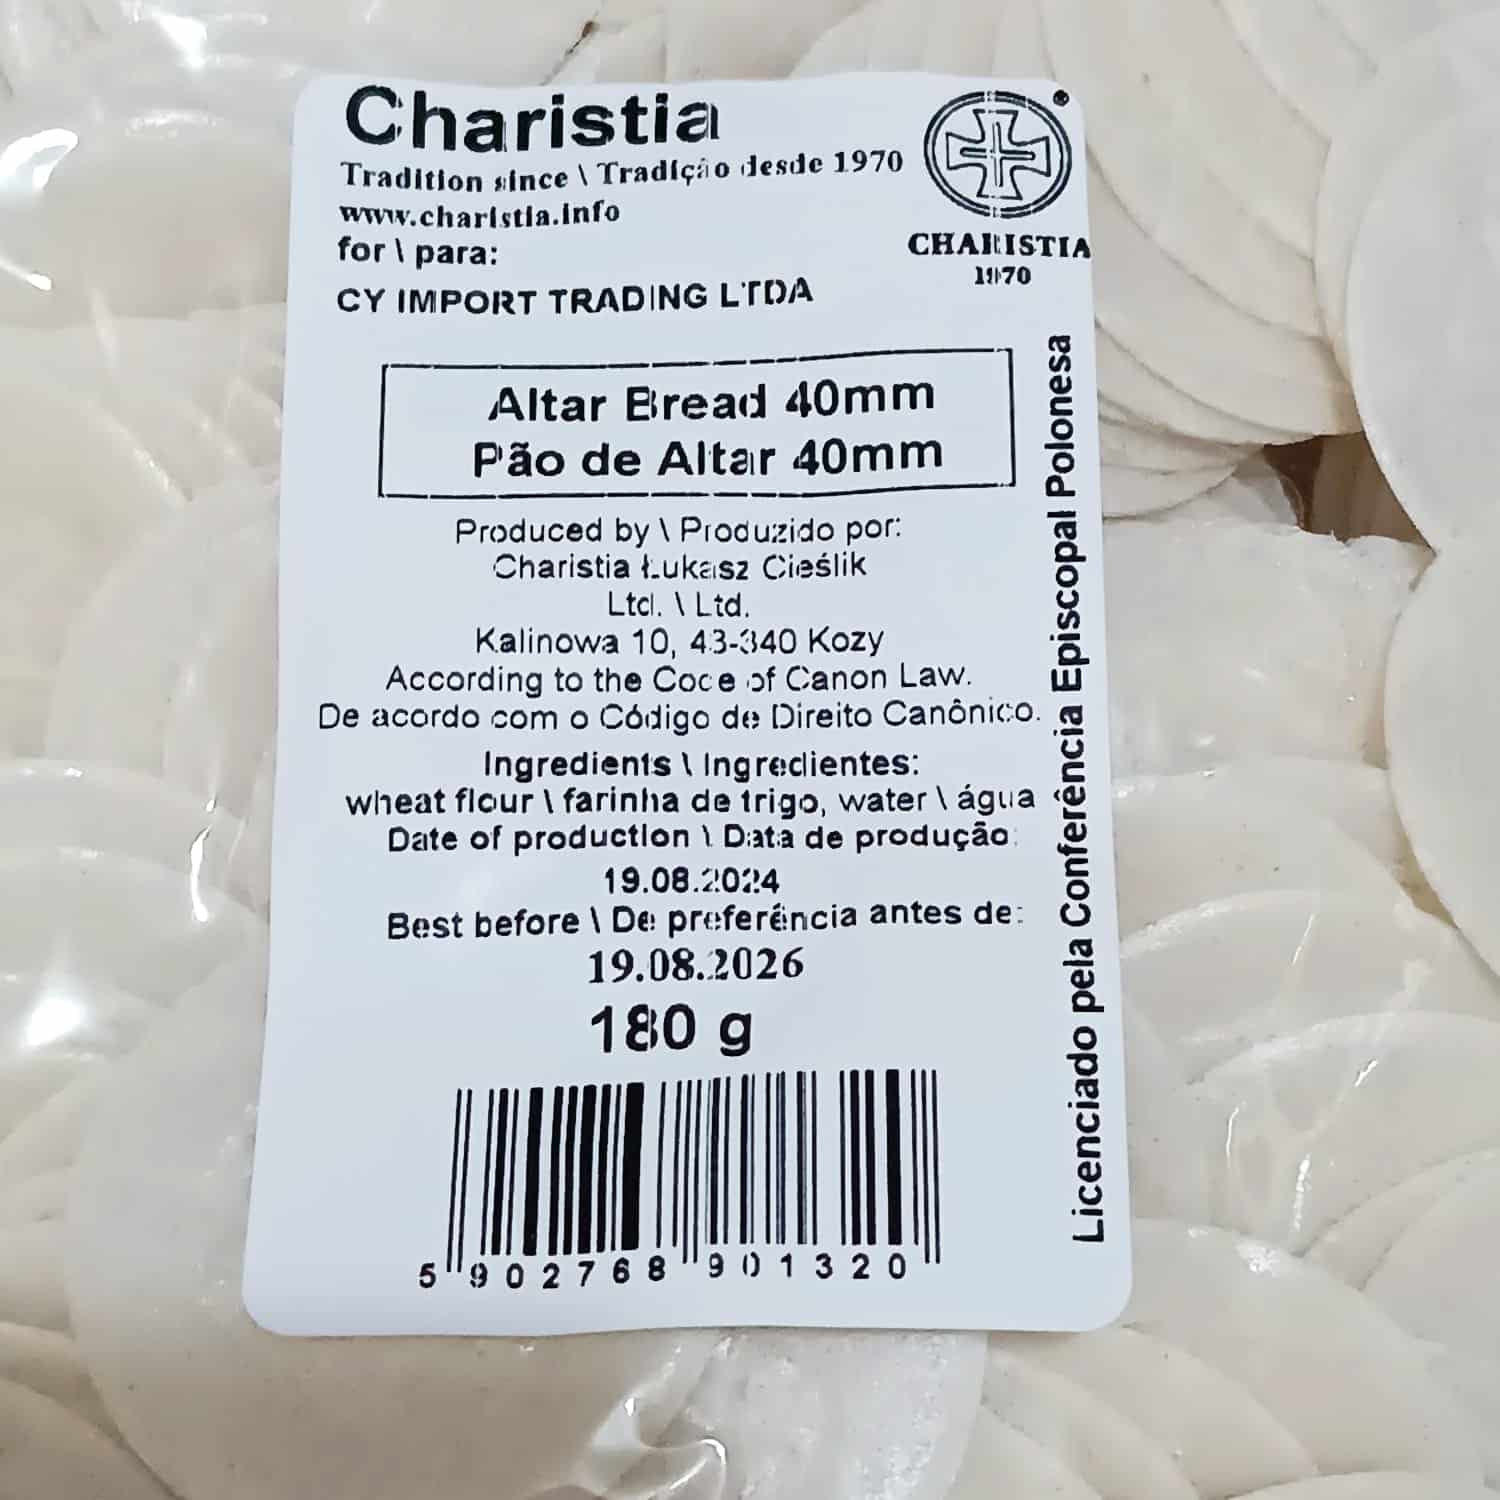 Charistia
Tradition since \ Tradição desde 1970
www.charistia.info
for \ para:
CY IMPORT TRADING LTDA
CHARISTIA
1970
Altar Bread 40mm
Pão de Altar 40mm
Produced by \ Produzido por:
Charistia Łukasz Cieślik
Ltd. \ Ltd.
Kalinowa 10, 43-340 Kozy
According to the Code of Canon Law.
De acordo com o Código de Direito Canônico.
Ingredients \ Ingredientes:
wheat flour \ farinha de trigo, water \ água
Date of production \ Data de produção:
19.08.2024
Best before \ De preferência antes de:
19.08.2026
180 g
5 902768 901320
Licenciado pela Conferência Episcopal Polonesa